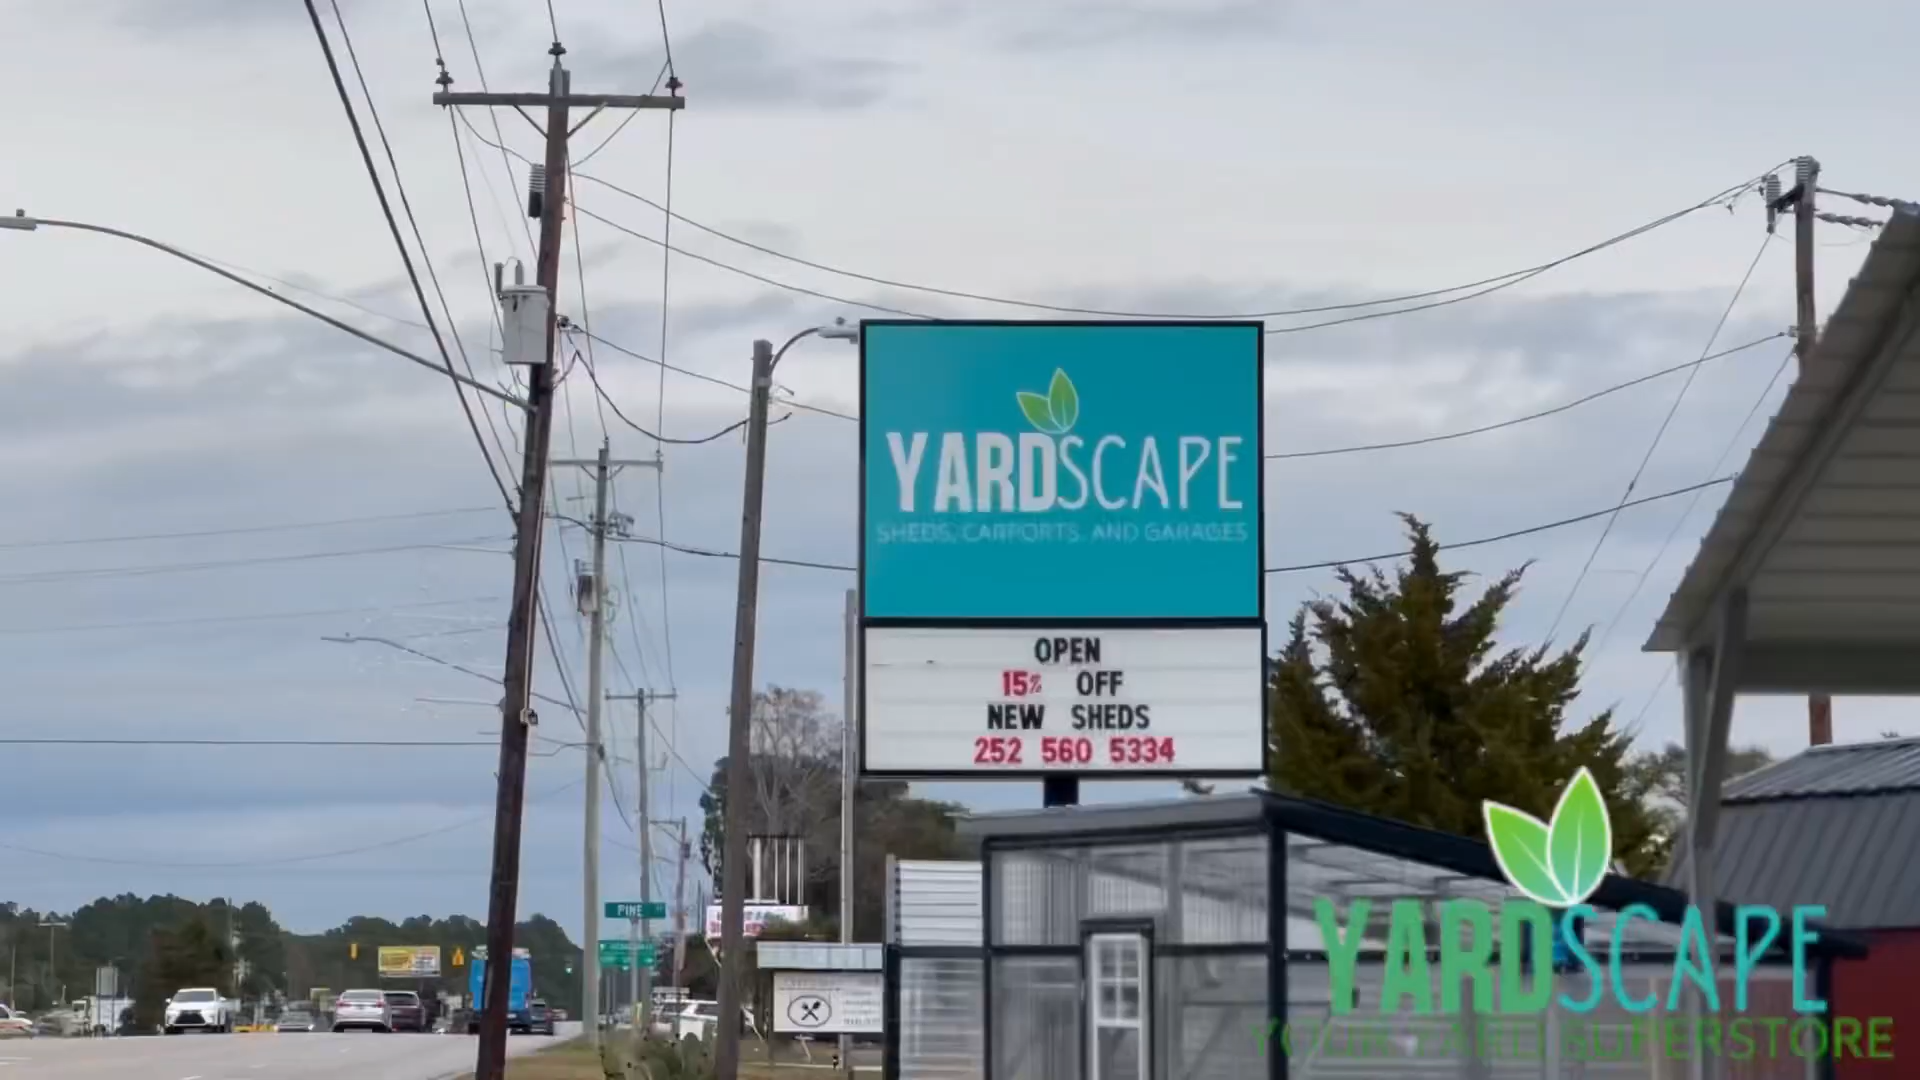 YARDSCAPE
SHEDS, CARPORTS, AND GARAGES
OPEN
15% OFF
NEW SHEDS
252 560 5334
PINE
YARDSCAPE
YOUR YARD SUPERSTORE